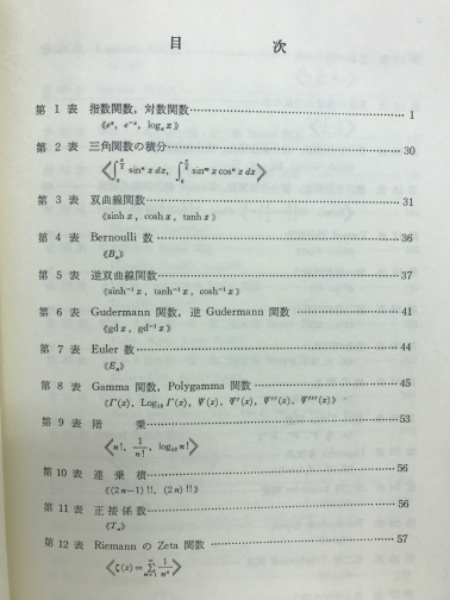 目 次
第 1 表 指数関数，対数関数……………………1
《eˣ, e⁻ˣ, logₑ x》
第 2 表 三角関数の積分……………………30
〈∫₀^{π/2} sinⁿ x dx, ∫₀^{π/2} sinᵐ x cosⁿ x dx〉
第 3 表 双曲線関数……………………31
《sinh x, cosh x, tanh x》
第 4 表 Bernoulli 数……………………36
《Bₙ》
第 5 表 逆双曲線関数……………………37
《sinh⁻¹ x, tanh⁻¹ x, cosh⁻¹ x》
第 6 表 Gudermann 関数，逆 Gudermann 関数 ……………41
《gd x, gd⁻¹ x》
第 7 表 Euler 数……………………44
《Eₙ》
第 8 表 Gamma 関数，Polygamma 関数……………………45
《Γ(x), Log₁₀ Γ(x), Ψ(x), Ψ′(x), Ψ″(x), Ψ‴(x)》
第 9 表 階 乗……………………53
〈n!, 1/n!, log₁₀ n!〉
第 10 表 連 乗 積……………………56
《(2n−1)!!, (2n)!!》
第 11 表 正接係数……………………56
《Tₙ》
第 12 表 Riemann の Zeta 関数 ……………………57